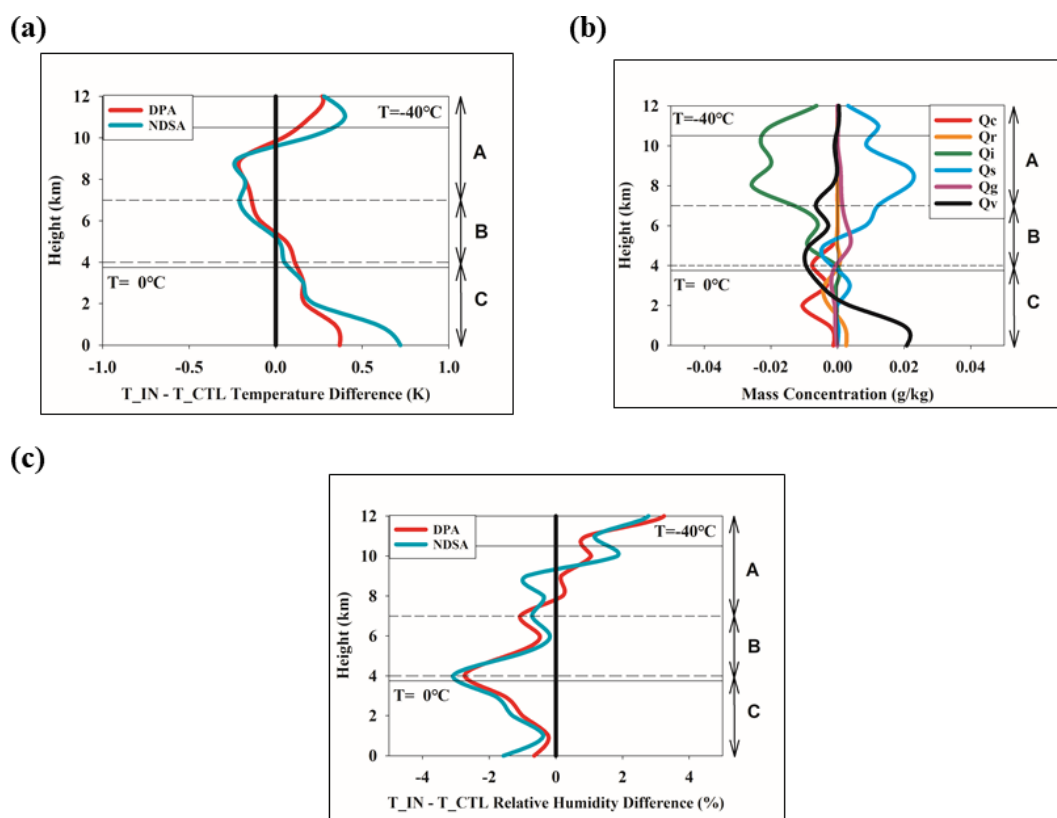 (a)
DPA
NDSA
T=-40°C
12
10
8
6
4
2
0
Height (km)
T= 0°C
A
B
C
-1.0 -0.5 0.0 0.5 1.0
T_IN - T_CTL Temperature Difference (K)
(b)
T=-40°C
Qc
Qr
Qi
Qs
Qg
Qv
12
10
8
6
4
2
0
Height (km)
T= 0°C
A
B
C
-0.04 -0.02 0.00 0.02 0.04
Mass Concentration (g/kg)
(c)
DPA
NDSA
T=-40°C
12
10
8
6
4
2
0
Height (km)
T= 0°C
A
B
C
-4 -2 0 2 4
T_IN - T_CTL Relative Humidity Difference (%)